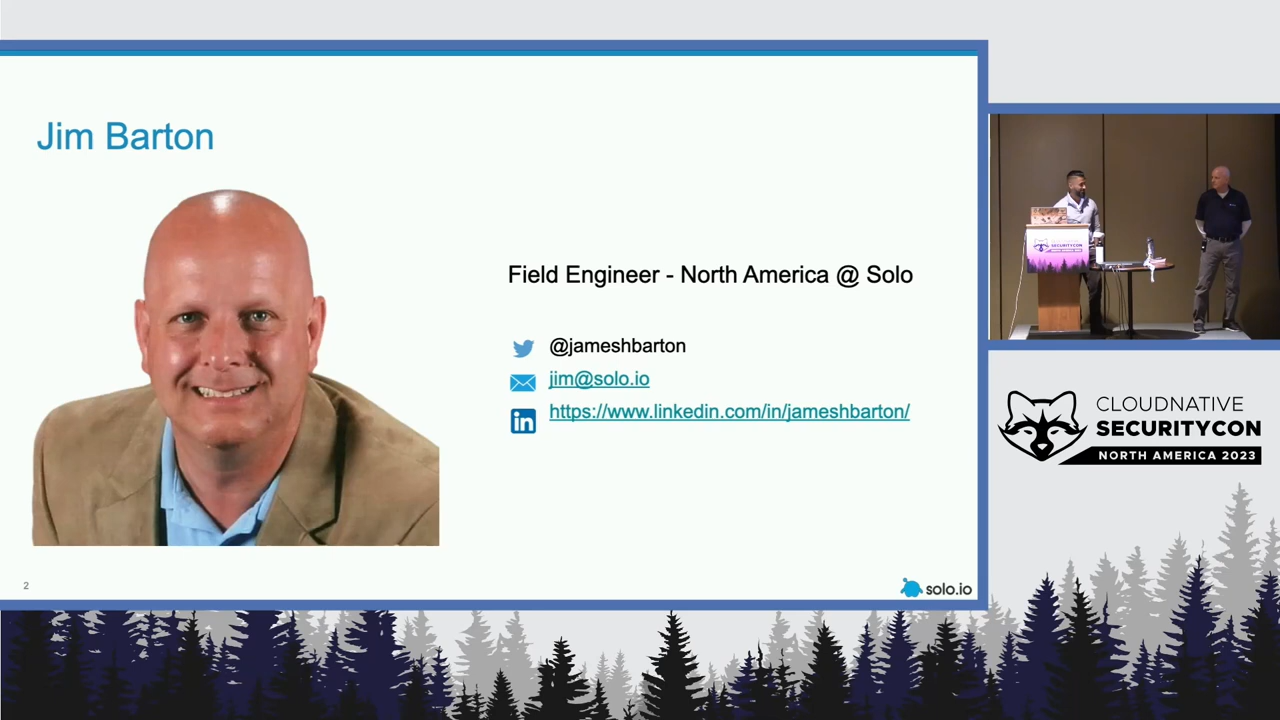 Jim Barton
Field Engineer - North America @ Solo
@jameshbarton
jim@solo.io
https://www.linkedin.com/in/jameshbarton/
2
solo.io
SECURITYCON
CLOUDNATIVE
SECURITYCON
NORTH AMERICA 2023